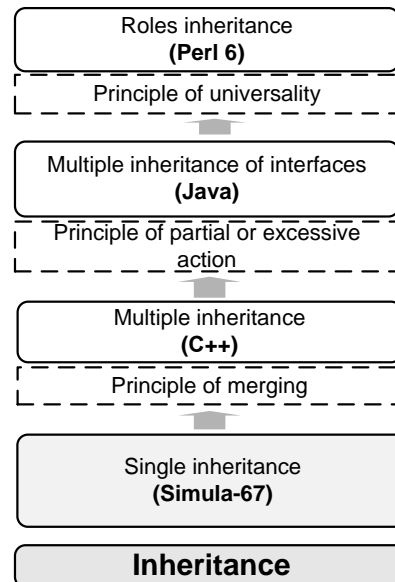 Roles inheritance
(Perl 6)
Principle of universality
Multiple inheritance of interfaces
(Java)
Principle of partial or excessive
action
Multiple inheritance
(C++)
Principle of merging
Single inheritance
(Simula-67)
Inheritance